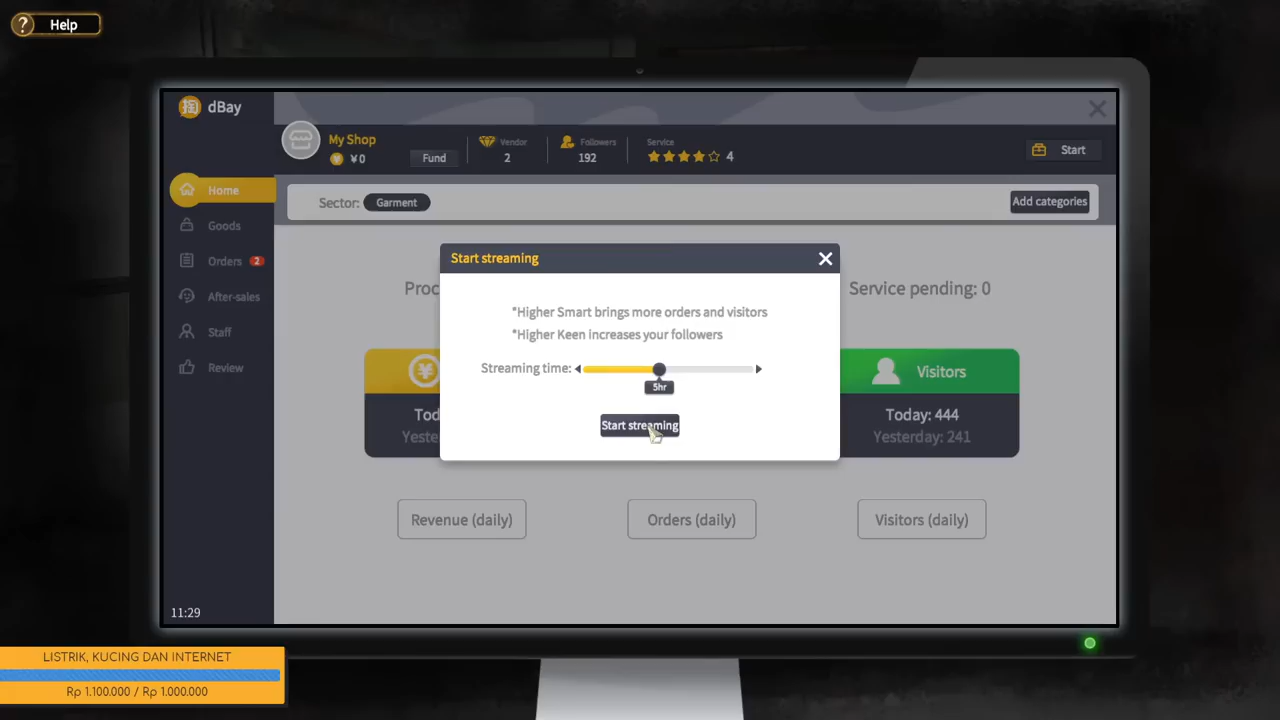 Help
dBay
My Shop
¥0
Fund
Vendor
2
Followers
192
Service
4
Start
Home
Goods
Orders 2
After-sales
Staff
Review
Sector: Garment
Add categories
Start streaming
Proc
Service pending: 0
*Higher Smart brings more orders and visitors
*Higher Keen increases your followers
Streaming time:
5hr
Start streaming
Tod
Yeste
Visitors
Today: 444
Yesterday: 241
Revenue (daily)
Orders (daily)
Visitors (daily)
11:29
LISTRIK, KUCING DAN INTERNET
Rp 1.100.000 / Rp 1.000.000